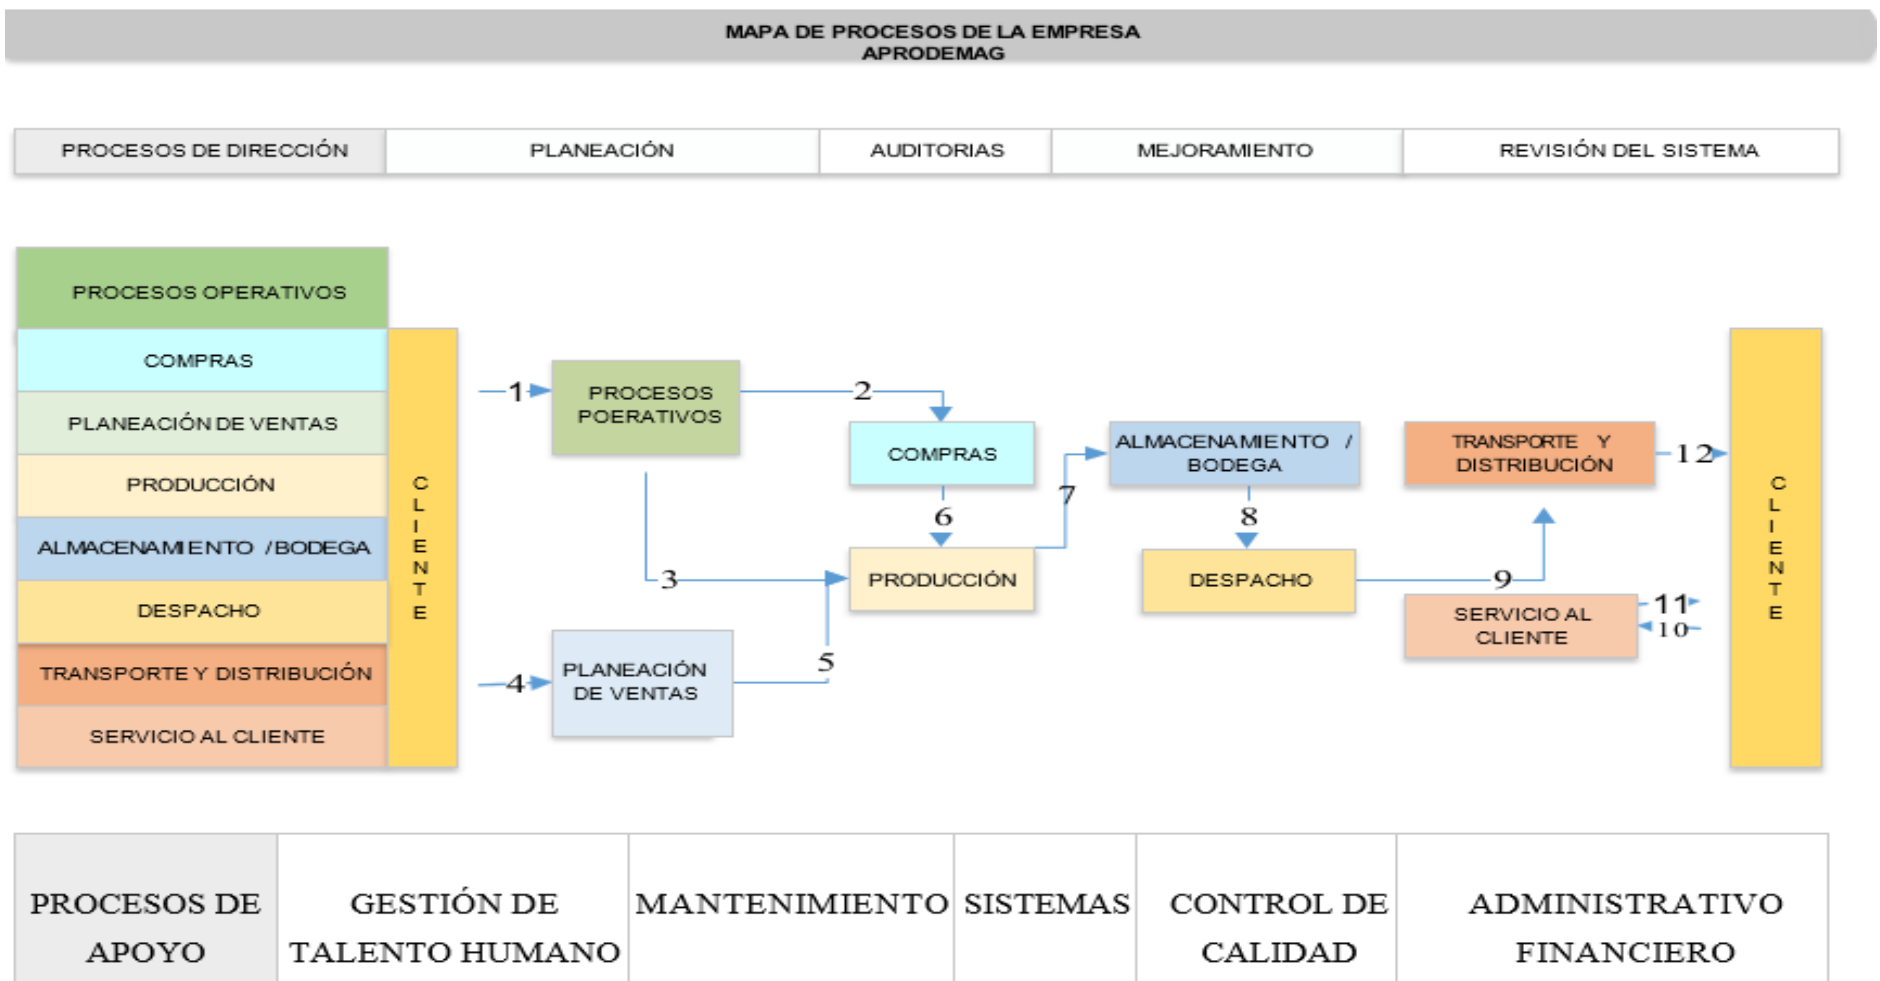 MAPA DE PROCESOS DE LA EMPRESA
APRODEMAG
PROCESOS DE DIRECCIÓN
PLANEACIÓN
AUDITORIAS
MEJORAMIENTO
REVISIÓN DEL SISTEMA
PROCESOS OPERATIVOS
COMPRAS
PLANEACIÓN DE VENTAS
PRODUCCIÓN
ALMACENAMIENTO / BODEGA
DESPACHO
TRANSPORTE Y DISTRIBUCIÓN
SERVICIO AL CLIENTE
CLIENTE
1
PROCESOS
POERATIVOS
2
COMPRAS
3
4
PLANEACIÓN
DE VENTAS
5
6
PRODUCCIÓN
7
ALMACENAMIENTO /
BODEGA
8
DESPACHO
9
TRANSPORTE Y
DISTRIBUCIÓN
12
SERVICIO AL
CLIENTE
11
10
CLIENTE
PROCESOS DE
APOYO
GESTIÓN DE
TALENTO HUMANO
MANTENIMIENTO
SISTEMAS
CONTROL DE
CALIDAD
ADMINISTRATIVO
FINANCIERO